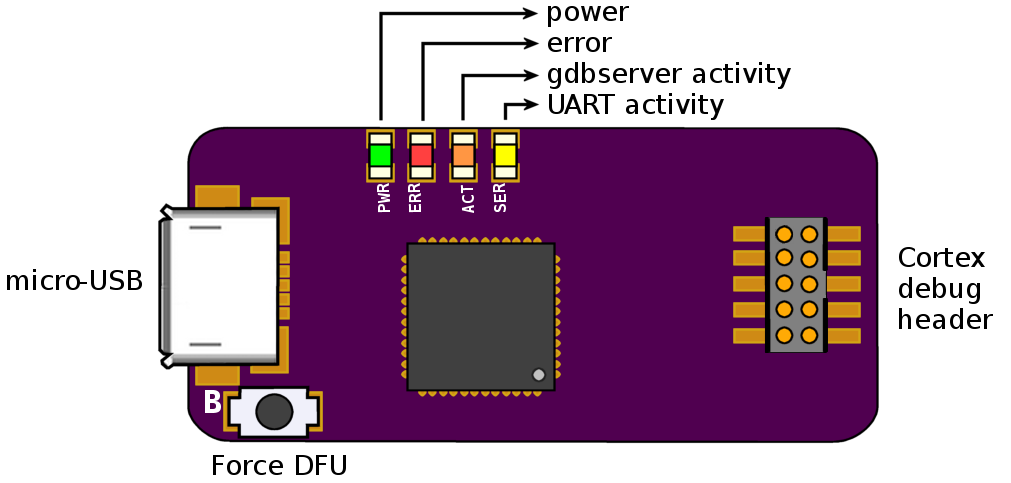 power
error
gdbserver activity
UART activity
PWR
ERR
ACT
SER
micro-USB
Cortex
debug
header
B
Force DFU